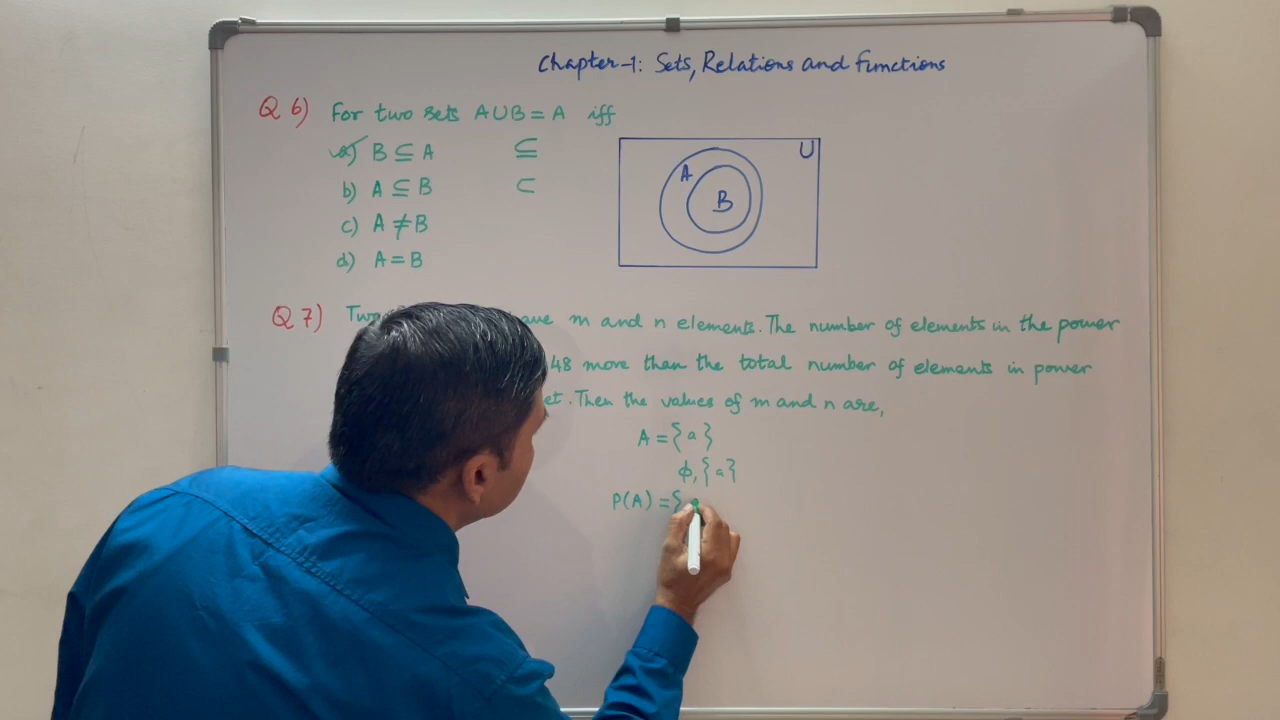 Chapter-1: Sets, Relations and Functions
Q 6) For two sets A∪B = A iff
a) B ⊆ A ⊆
b) A ⊆ B ⊂
c) A ≠ B
d) A = B
U
A
B
Q 7) Two m and n elements. The number of elements in the power
48 more than the total number of elements in power
Then the values of m and n are,
A = {a}
ϕ, {a}
P(A) = {